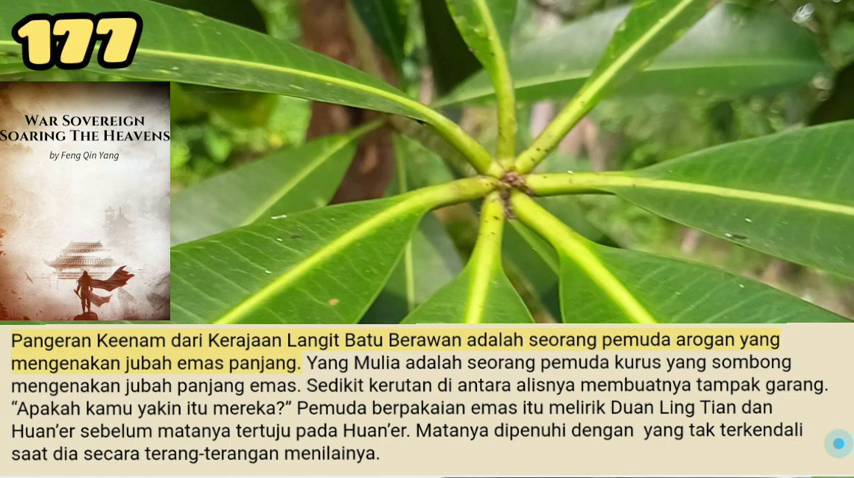 177
WAR SOVEREIGN
SOARING THE HEAVENS
by Feng Qin Yang
Pangeran Keenam dari Kerajaan Langit Batu Berawan adalah seorang pemuda arogan yang
mengenakan jubah emas panjang. Yang Mulia adalah seorang pemuda kurus yang sombong
mengenakan jubah panjang emas. Sedikit kerutan di antara alisnya membuatnya tampak garang.
“Apakah kamu yakin itu mereka?” Pemuda berpakaian emas itu melirik Duan Ling Tian dan
Huan’er sebelum matanya tertuju pada Huan’er. Matanya dipenuhi dengan  yang tak terkendali
saat dia secara terang-terangan menilainya.